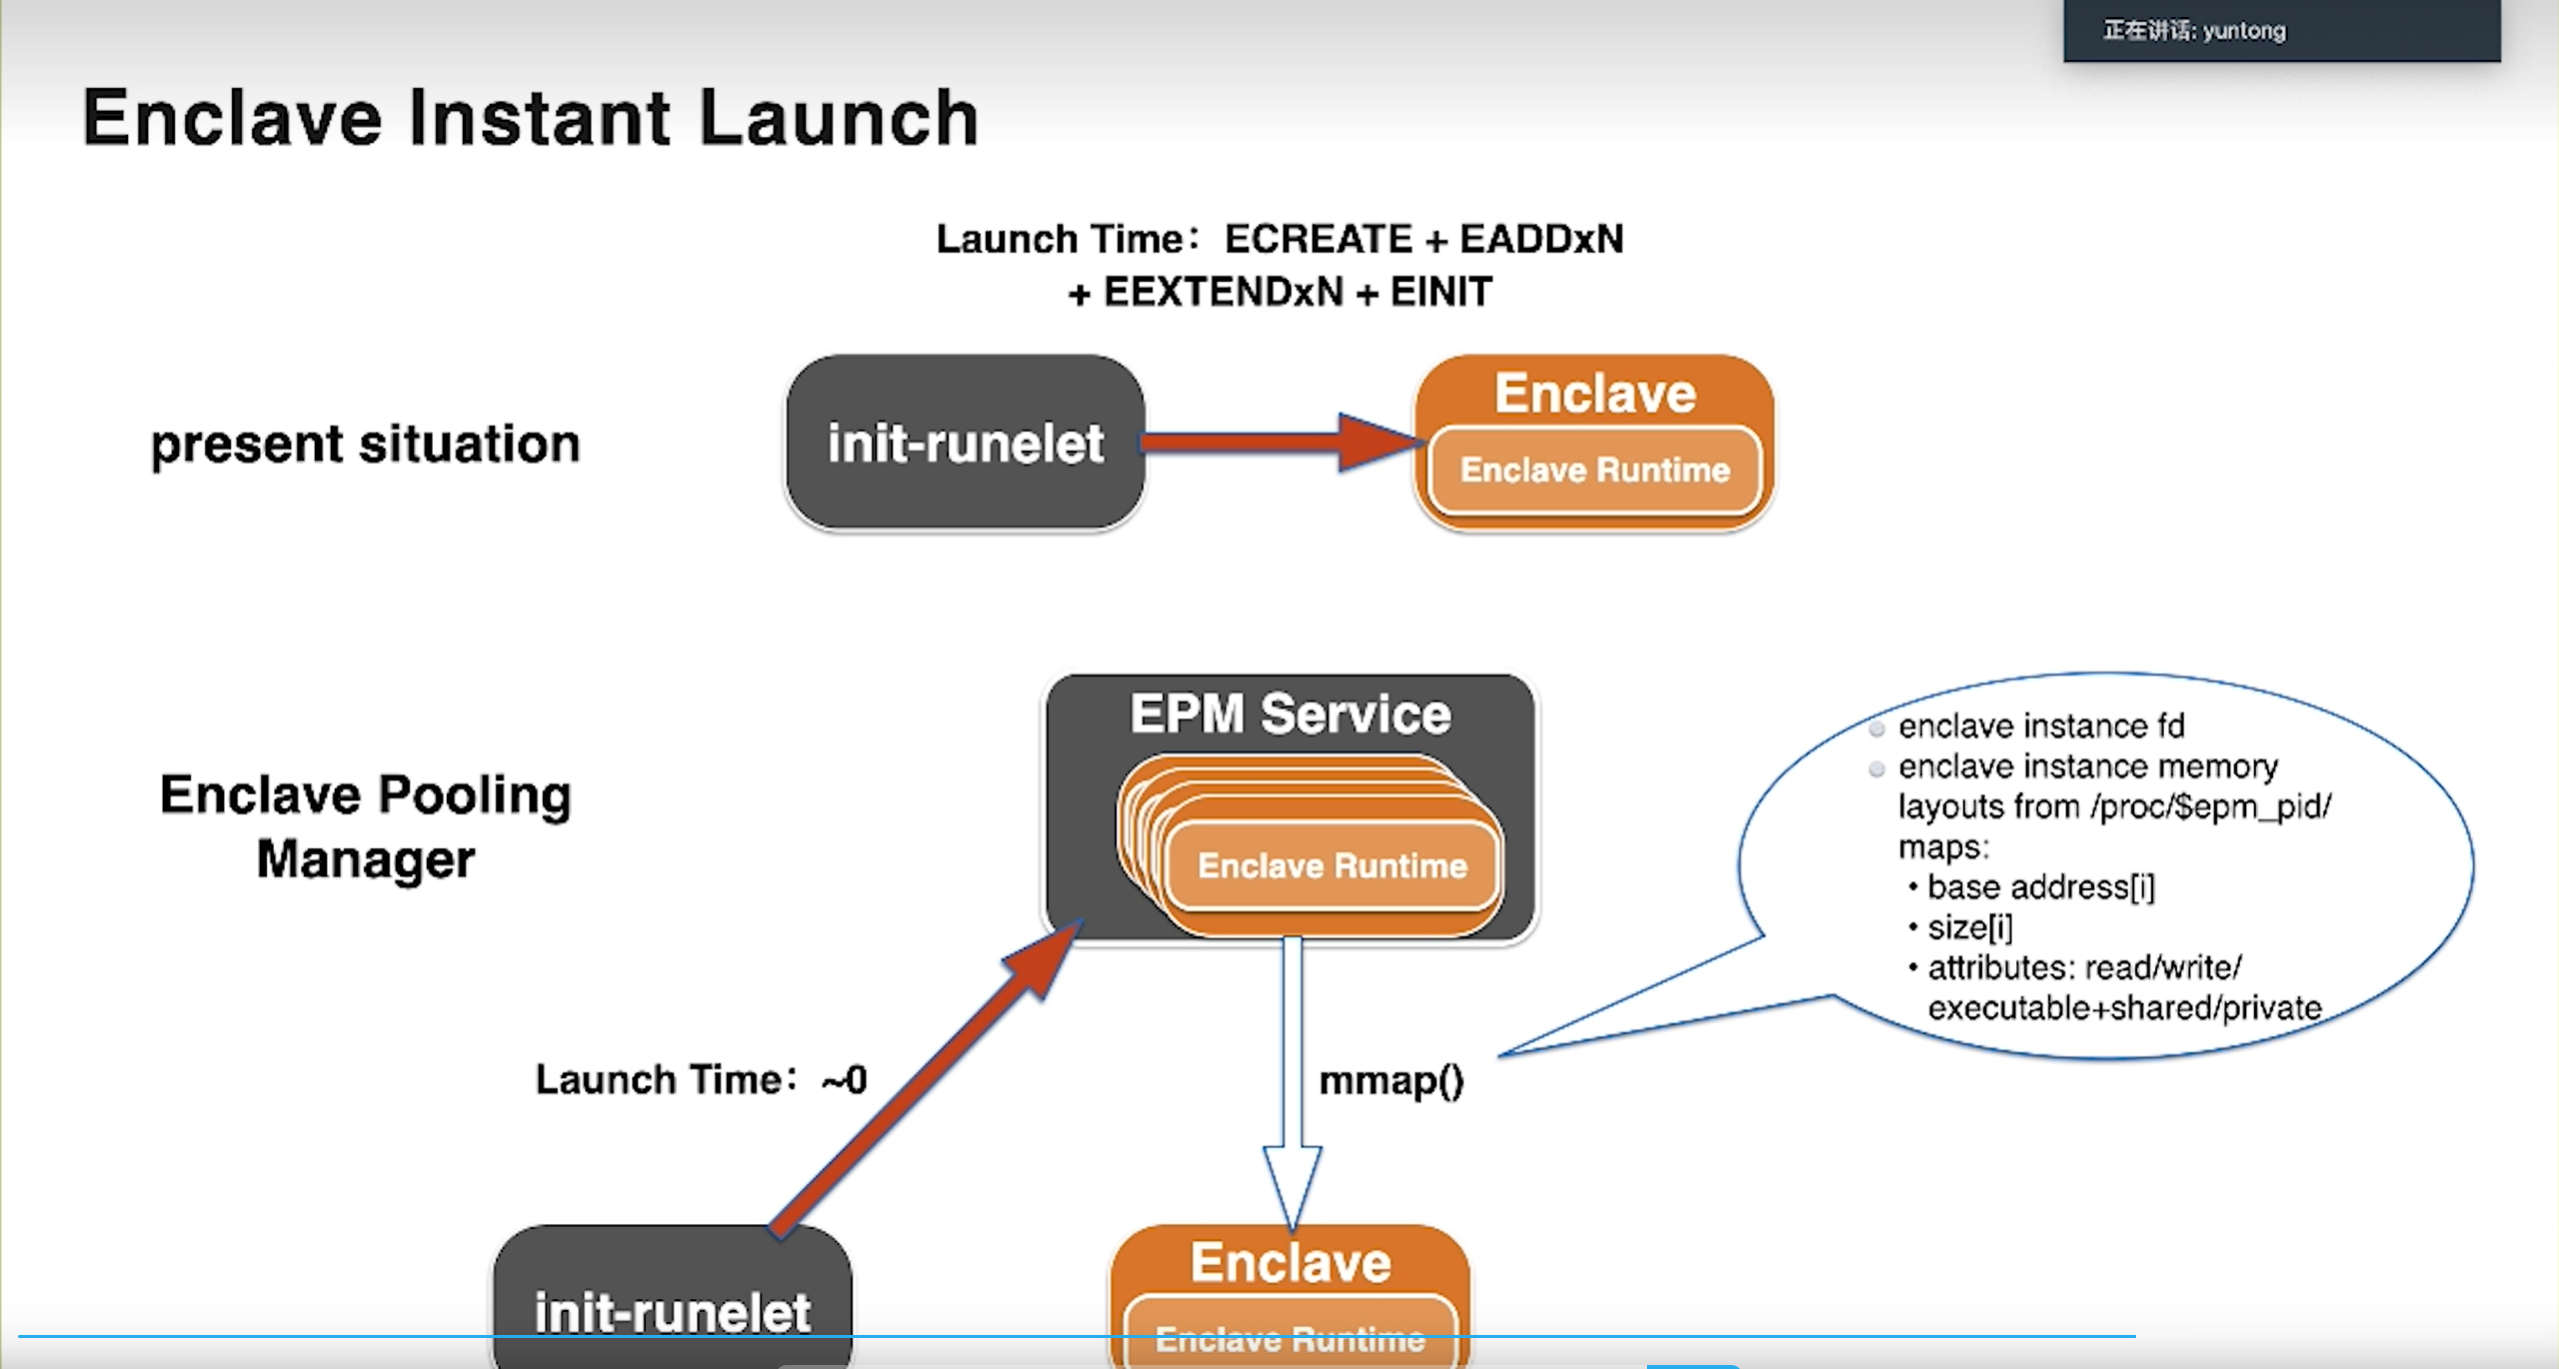 正在讲话: yuntong
Enclave Instant Launch
Launch Time：ECREATE + EADDxN
+ EEXTENDxN + EINIT
present situation
init-runelet
Enclave
Enclave Runtime
EPM Service
Enclave Runtime
Enclave Pooling
Manager
enclave instance fd
enclave instance memory
layouts from /proc/$epm_pid/
maps:
• base address[i]
• size[i]
• attributes: read/write/
executable+shared/private
Launch Time：~0
mmap()
init-runelet
Enclave
Enclave Runtime